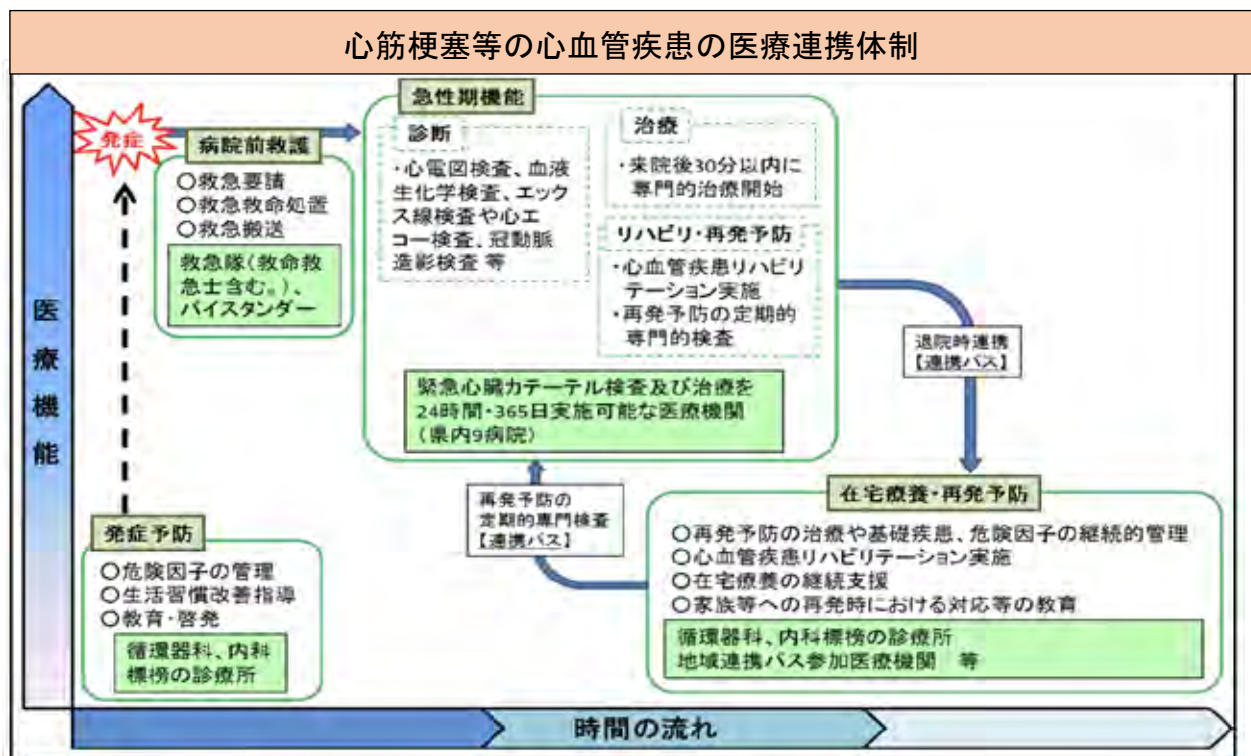 心筋梗塞等の心血管疾患の医療連携体制
医療機能
発症
病院前救護
○救急要請
○救急救命処置
○救急搬送
救急隊(救命救
急士含む。)、
バイスタンダー
急性期機能
診断
・心電図検査、血液
生化学検査、エック
ス線検査や心エ
コー検査、冠動脈
造影検査 等
治療
・来院後30分以内に
専門的治療開始
リハビリ・再発予防
・心血管疾患リハビリ
テーション実施
・再発予防の定期的
専門的検査
緊急心臓カテーテル検査及び治療を
24時間・365日実施可能な医療機関
(県内9病院)
退院時連携
【連携パス】
再発予防の
定期的専門検査
【連携パス】
発症予防
○危険因子の管理
○生活習慣改善指導
○教育・啓発
循環器科、内科
標榜の診療所
在宅療養・再発予防
○再発予防の治療や基礎疾患、危険因子の継続的管理
○心血管疾患リハビリテーション実施
○在宅療養の継続支援
○家族等への再発時における対応等の教育
循環器科、内科標榜の診療所
地域連携パス参加医療機関 等
時間の流れ